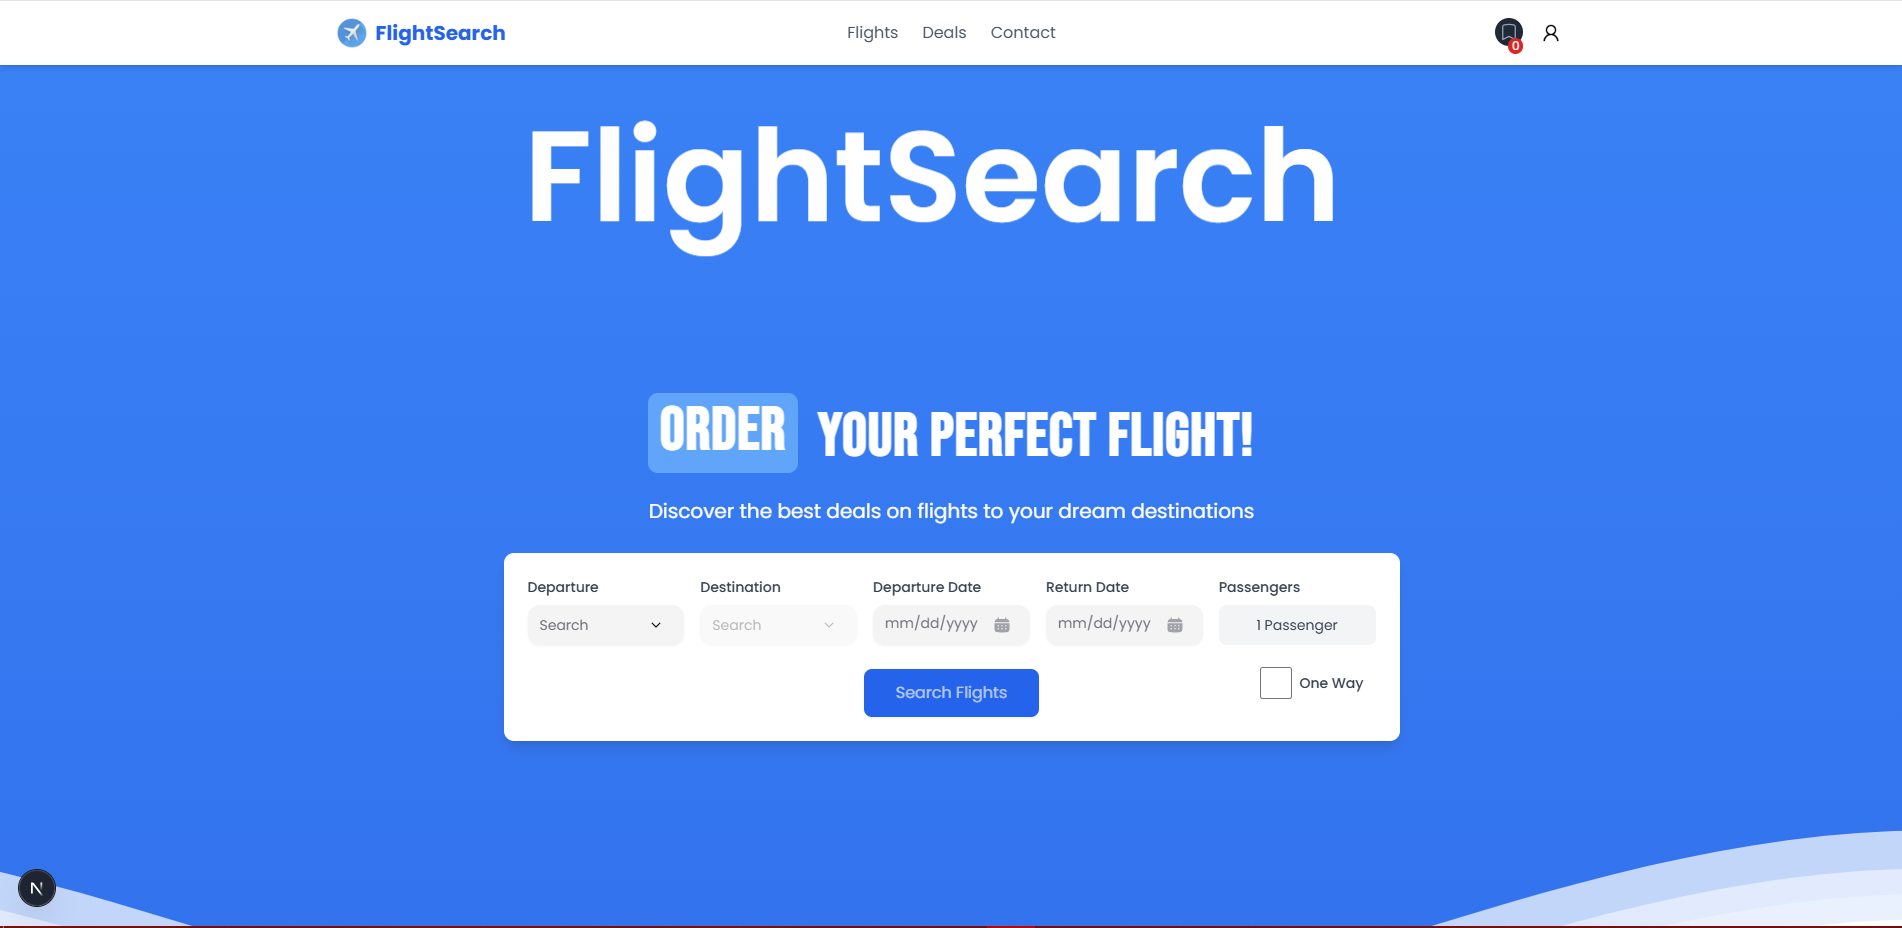 FlightSearch
Flights Deals Contact
0
FlightSearch
ORDER YOUR PERFECT FLIGHT!
Discover the best deals on flights to your dream destinations
Departure Destination Departure Date Return Date Passengers
Search Search mm/dd/yyyy mm/dd/yyyy 1 Passenger
Search Flights
One Way
N